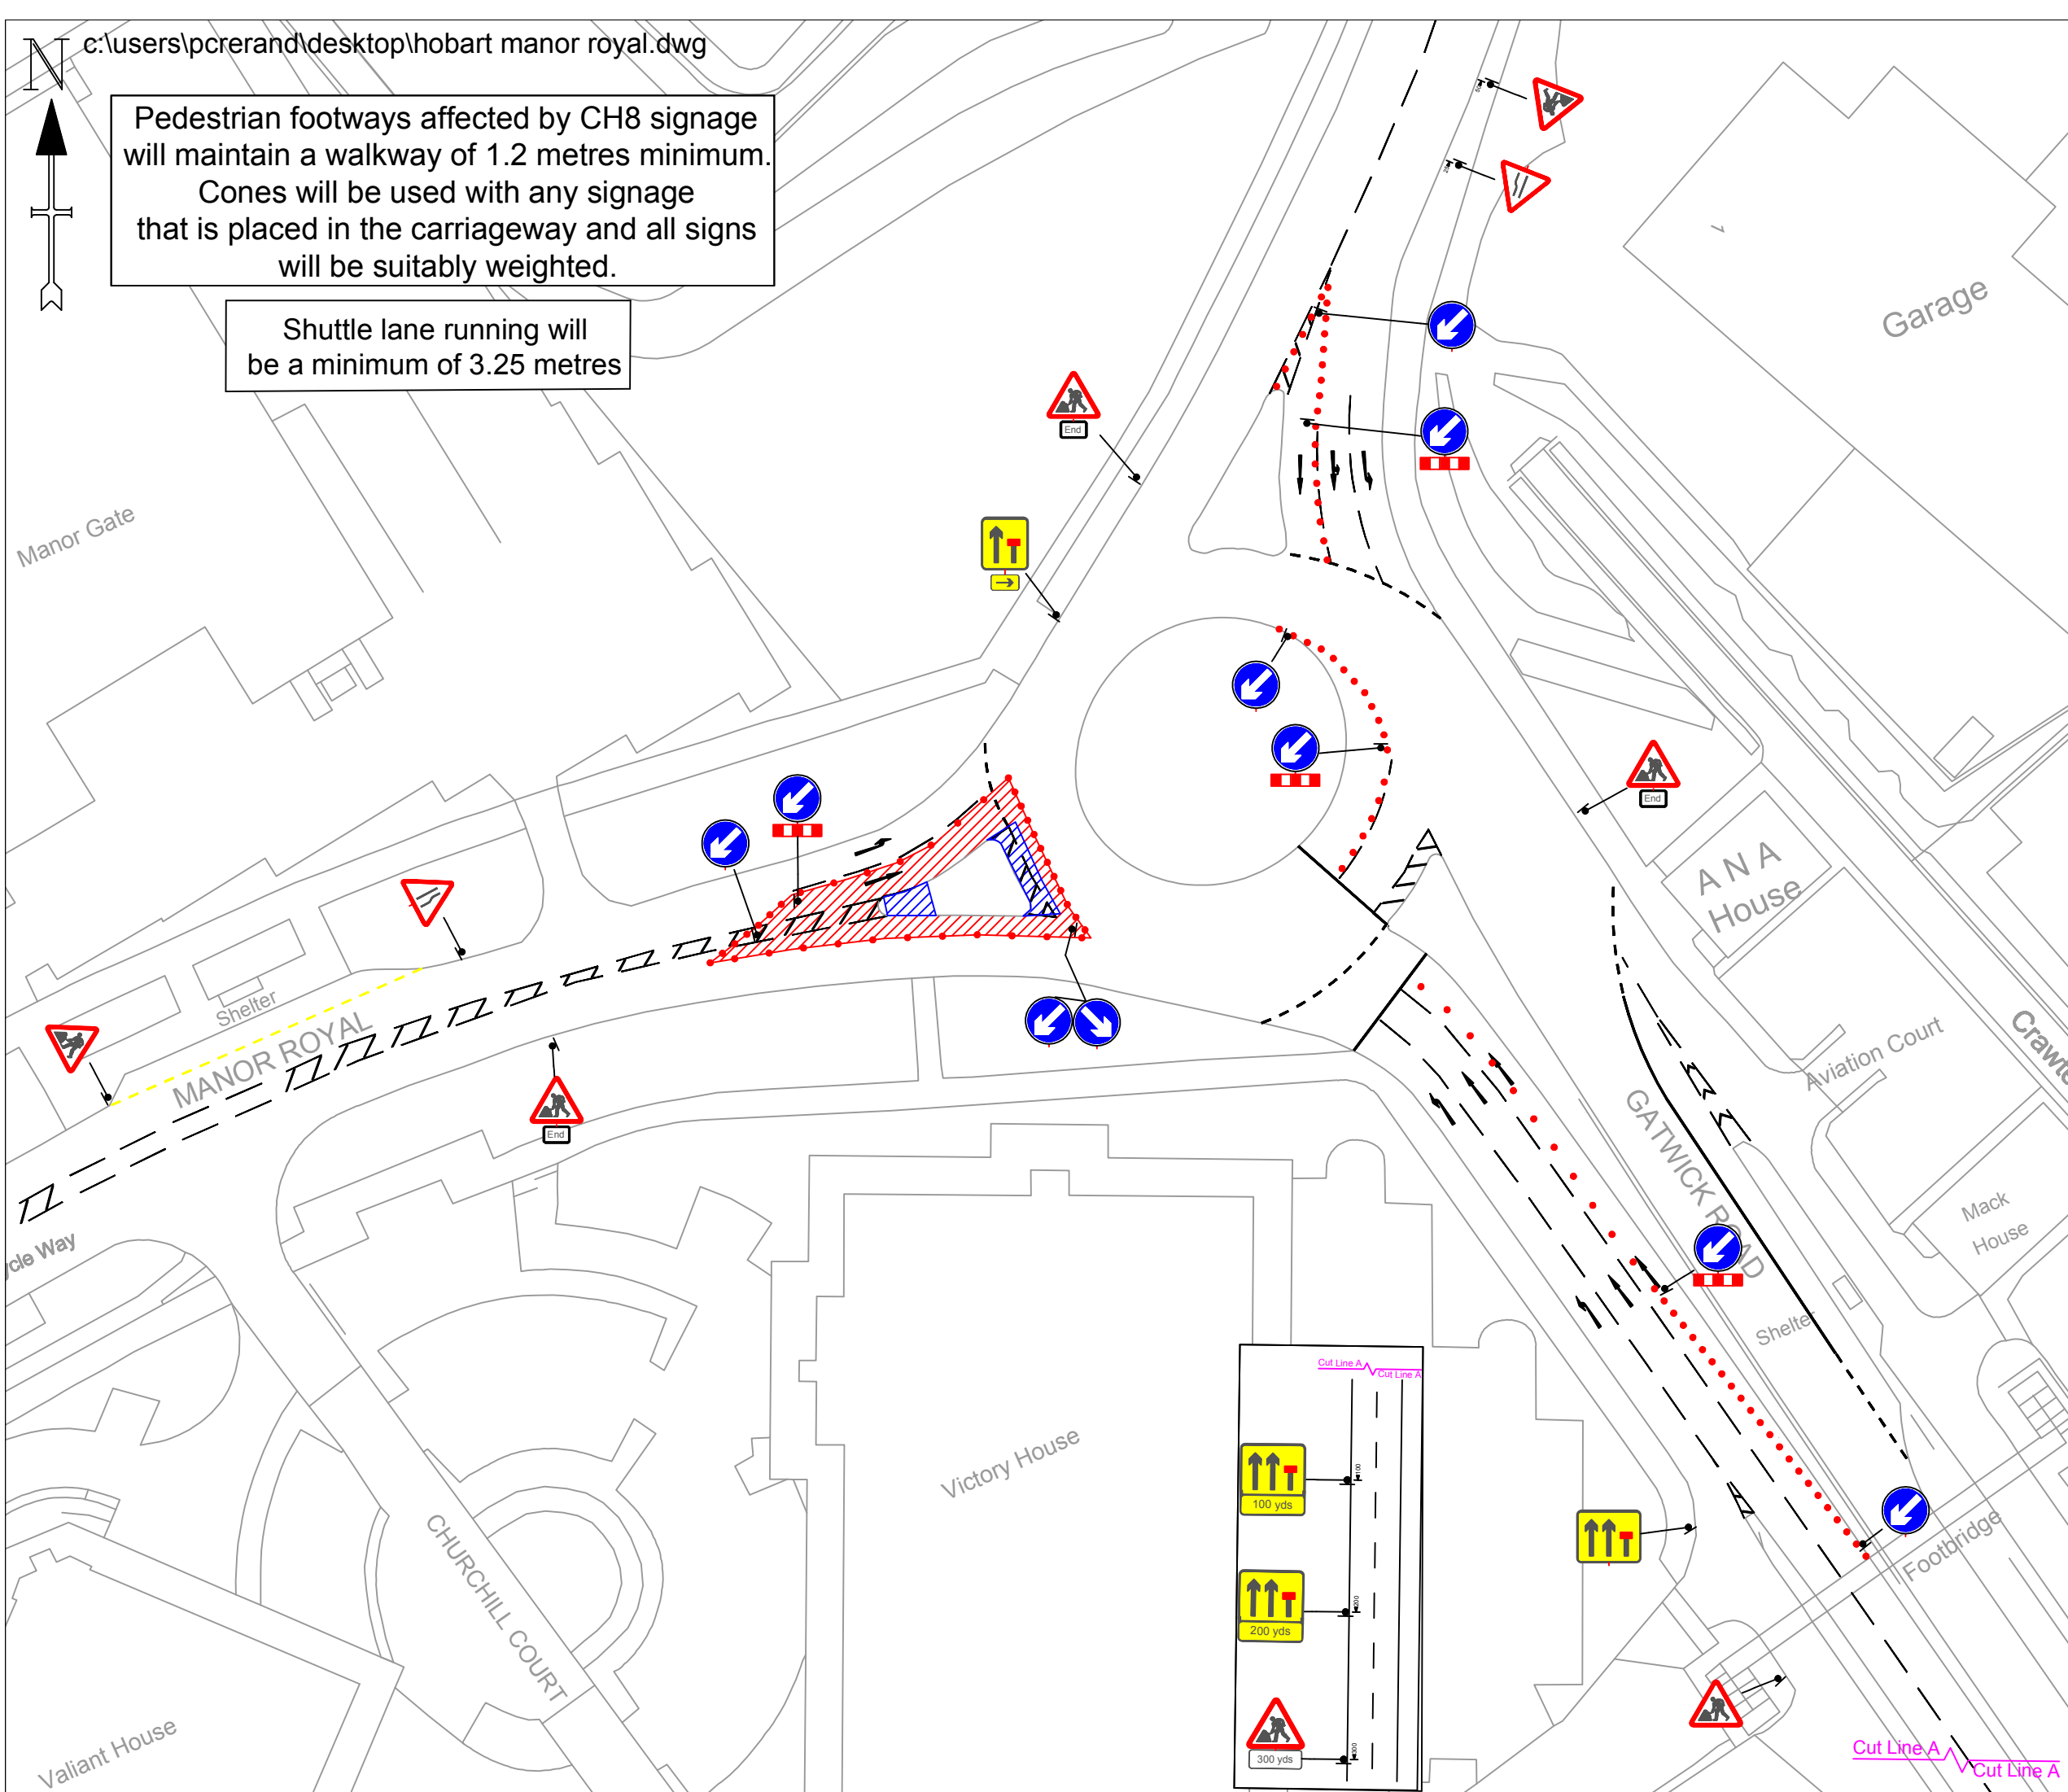 N
c:\users\pcrerand\desktop\hobart manor royal.dwg
Pedestrian footways affected by CH8 signage
will maintain a walkway of 1.2 metres minimum.
Cones will be used with any signage
that is placed in the carriageway and all signs
will be suitably weighted.
Shuttle lane running will
be a minimum of 3.25 metres
Garage
End
Manor Gate
End
A N A
House
Shelter
MANOR ROYAL
End
Aviation Court
GATWICK ROAD
Mack
House
Shelter
Cut Line A
Cut Line A
Victory House
100 yds
100
200 yds
200
300 yds
300
CHURCHILL COURT
Footbridge
Valiant House
Cut Line A
Cut Line A